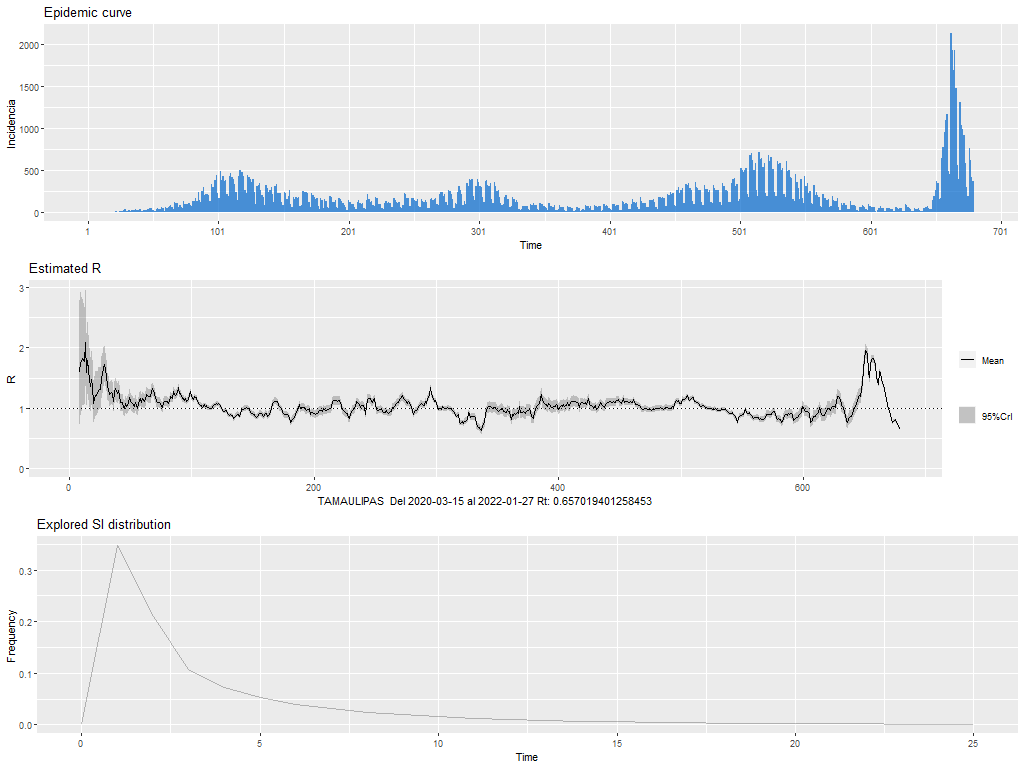 Epidemic curve
2000
1500
1000
500
0
Incidencia
1 101 201 301 401 501 601 701
Time
Estimated R
3
2
1
0
R
Mean
95%CrI
0 200 400 600
TAMAULIPAS Del 2020-03-15 al 2022-01-27 Rt: 0.657019401258453
Explored SI distribution
0.3
0.2
0.1
0.0
Frequency
0 5 10 15 20 25
Time